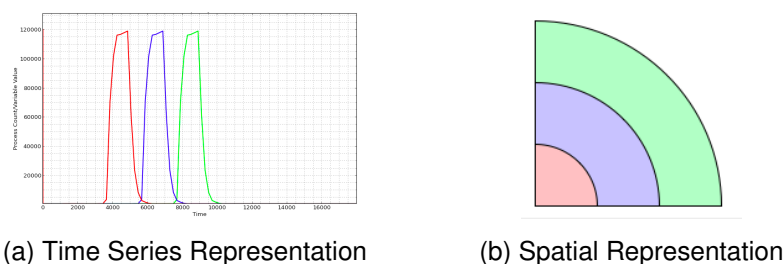 120000
100000
80000
60000
40000
20000
Process Count/Variable Value
0 2000 4000 6000 8000 10000 12000 14000 16000
Time
(a) Time Series Representation
(b) Spatial Representation